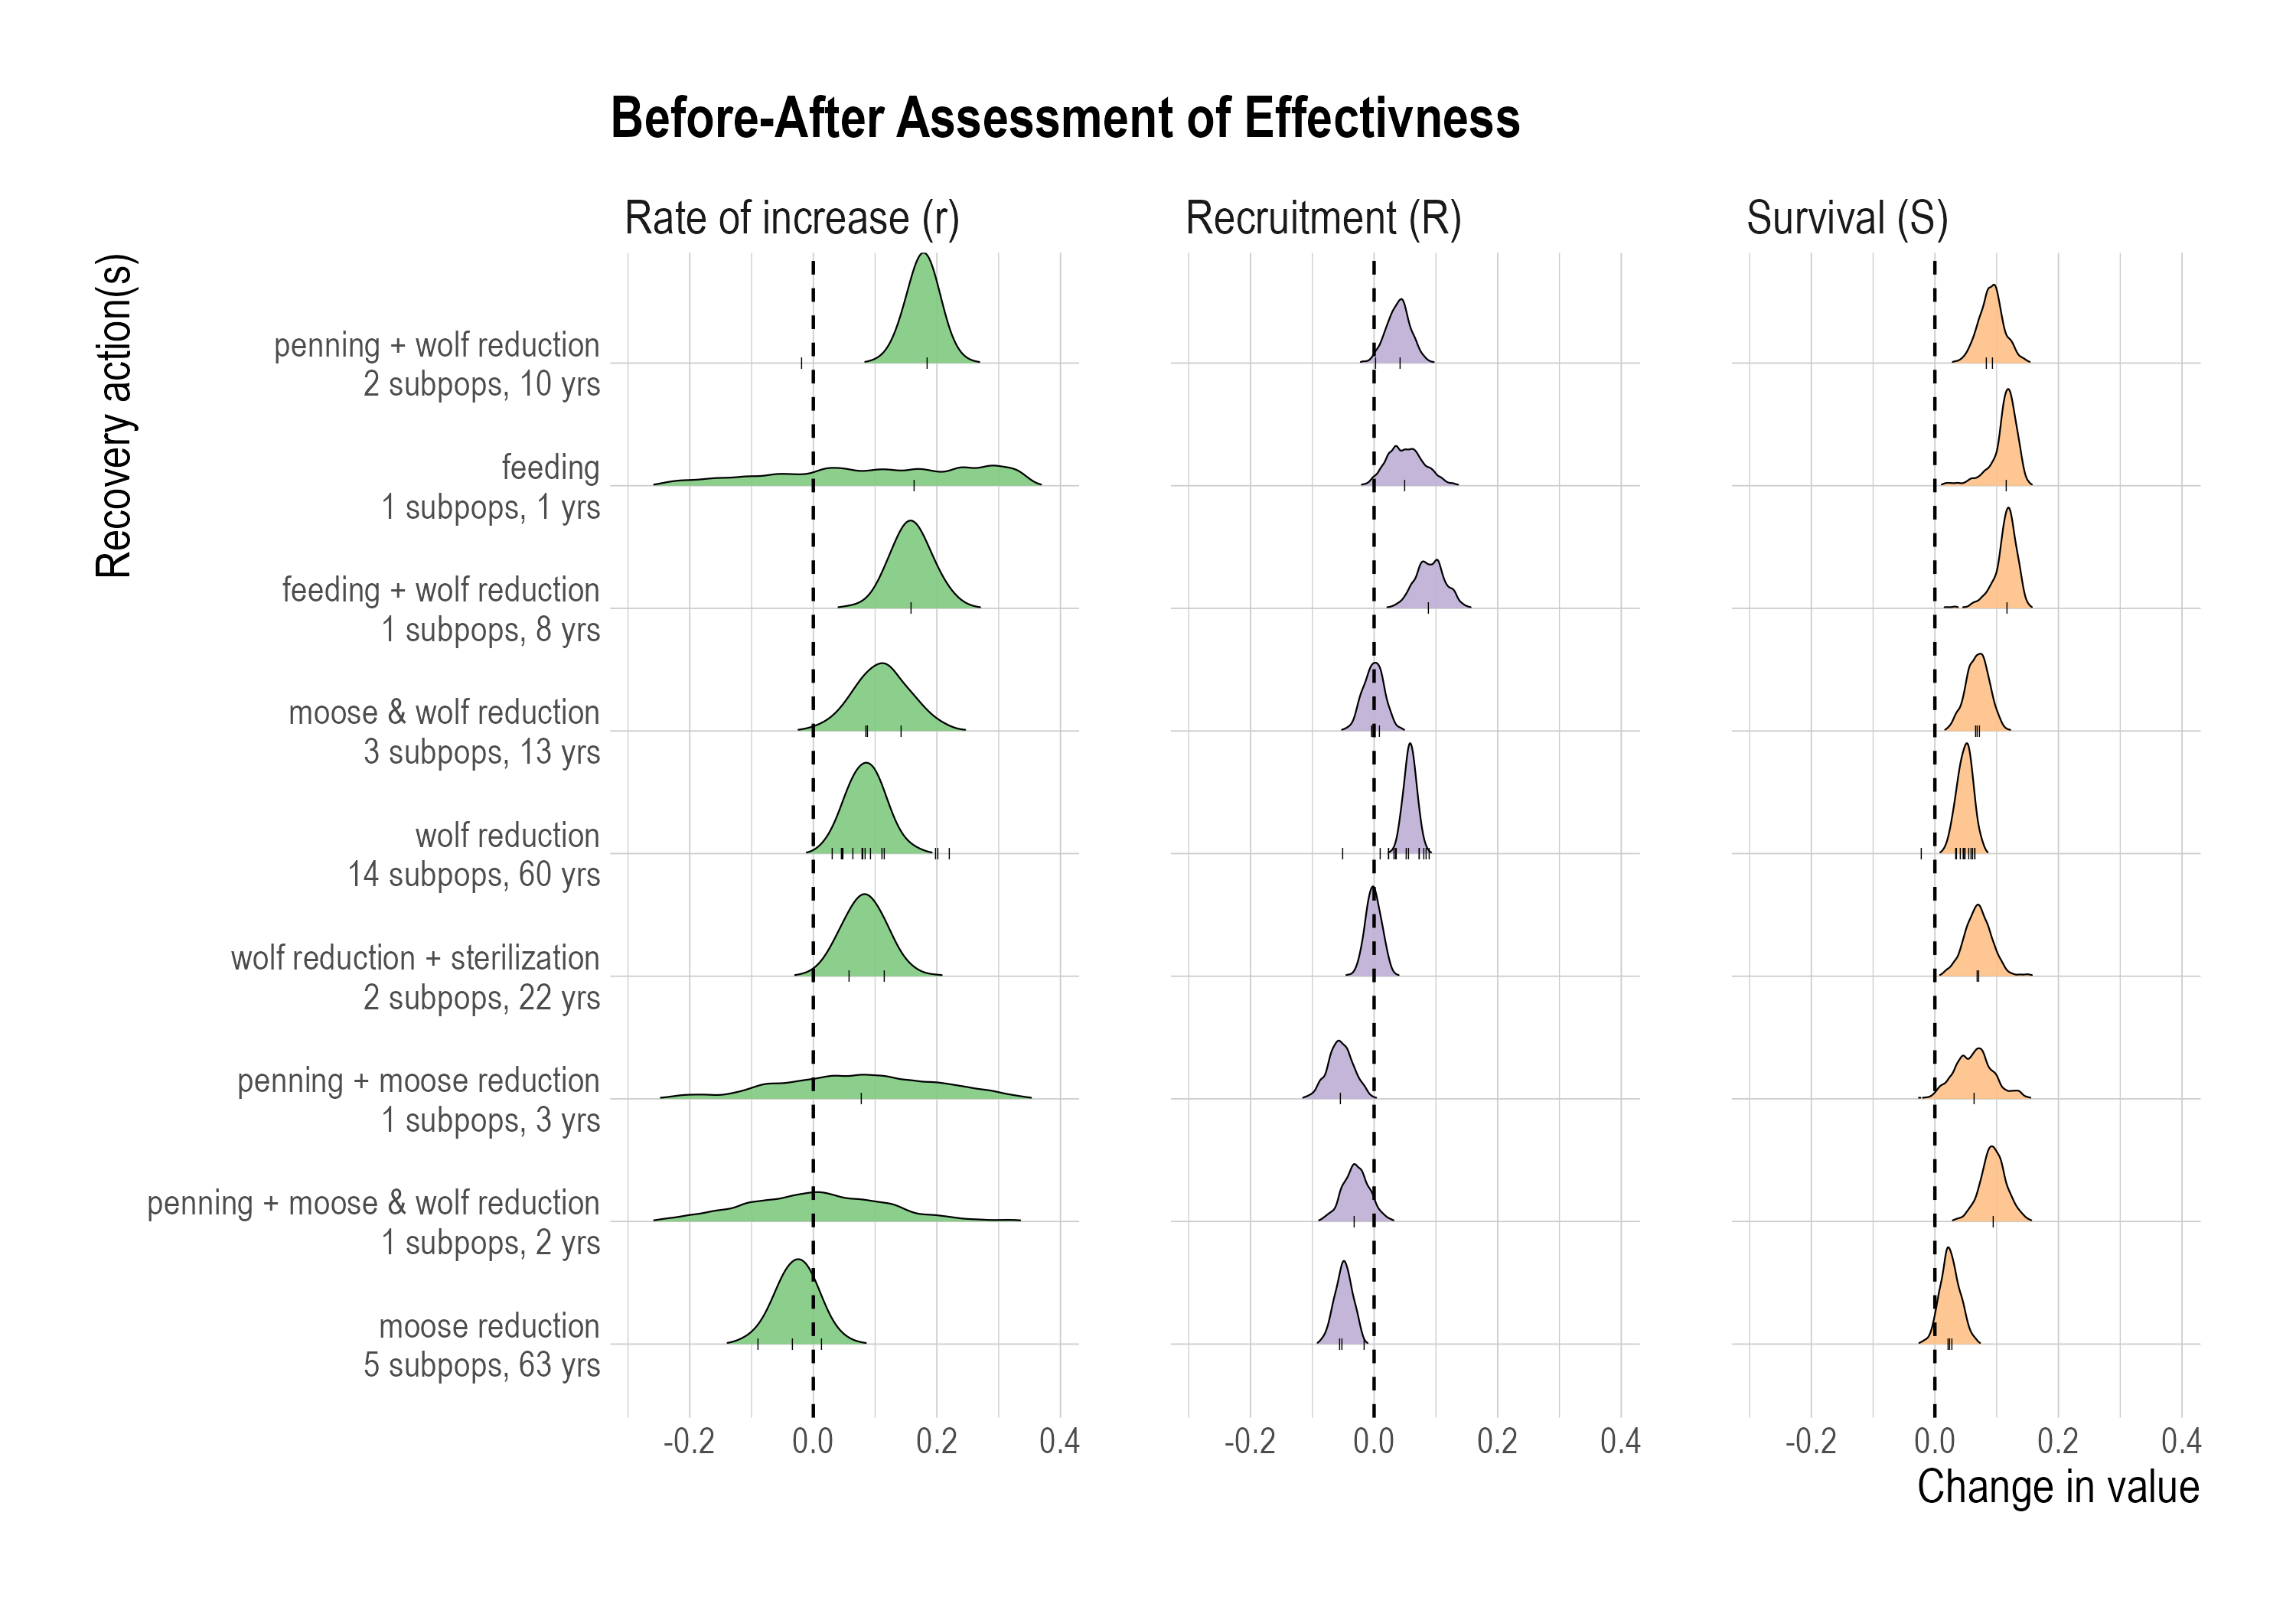 Before-After Assessment of Effectivness
Rate of increase (r)
Recruitment (R)
Survival (S)
Recovery action(s)
penning + wolf reduction
2 subpops, 10 yrs
feeding
1 subpops, 1 yrs
feeding + wolf reduction
1 subpops, 8 yrs
moose & wolf reduction
3 subpops, 13 yrs
wolf reduction
14 subpops, 60 yrs
wolf reduction + sterilization
2 subpops, 22 yrs
penning + moose reduction
1 subpops, 3 yrs
penning + moose & wolf reduction
1 subpops, 2 yrs
moose reduction
5 subpops, 63 yrs
-0.2 0.0 0.2 0.4
-0.2 0.0 0.2 0.4
-0.2 0.0 0.2 0.4
Change in value